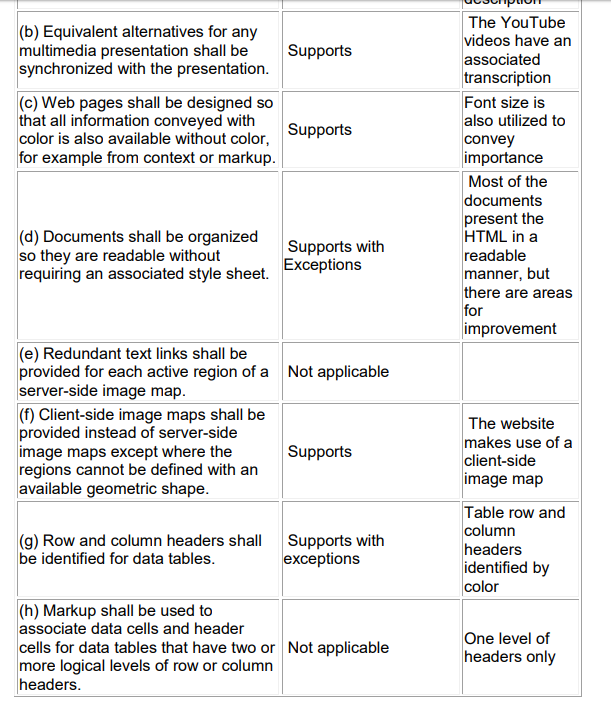 description
(b) Equivalent alternatives for any
multimedia presentation shall be
synchronized with the presentation.
Supports
The YouTube
videos have an
associated
transcription
(c) Web pages shall be designed so
that all information conveyed with
color is also available without color,
for example from context or markup.
Supports
Font size is
also utilized to
convey
importance
(d) Documents shall be organized
so they are readable without
requiring an associated style sheet.
Supports with
Exceptions
Most of the
documents
present the
HTML in a
readable
manner, but
there are areas
for
improvement
(e) Redundant text links shall be
provided for each active region of a
server-side image map.
Not applicable
(f) Client-side image maps shall be
provided instead of server-side
image maps except where the
regions cannot be defined with an
available geometric shape.
Supports
The website
makes use of a
client-side
image map
(g) Row and column headers shall
be identified for data tables.
Supports with
exceptions
Table row and
column
headers
identified by
color
(h) Markup shall be used to
associate data cells and header
cells for data tables that have two or
more logical levels of row or column
headers.
Not applicable
One level of
headers only